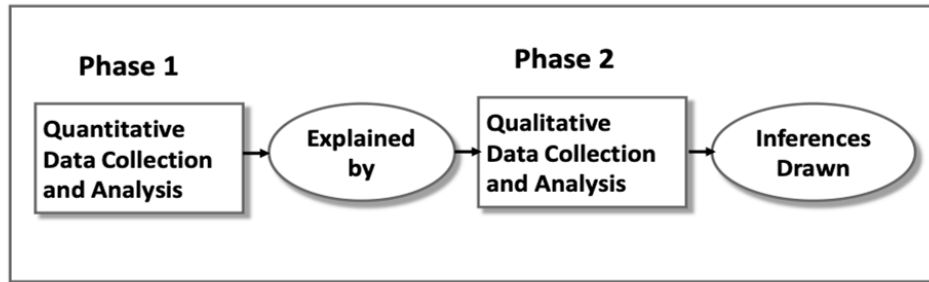 Phase 1
Quantitative
Data Collection
and Analysis
Explained
by
Phase 2
Qualitative
Data Collection
and Analysis
Inferences
Drawn